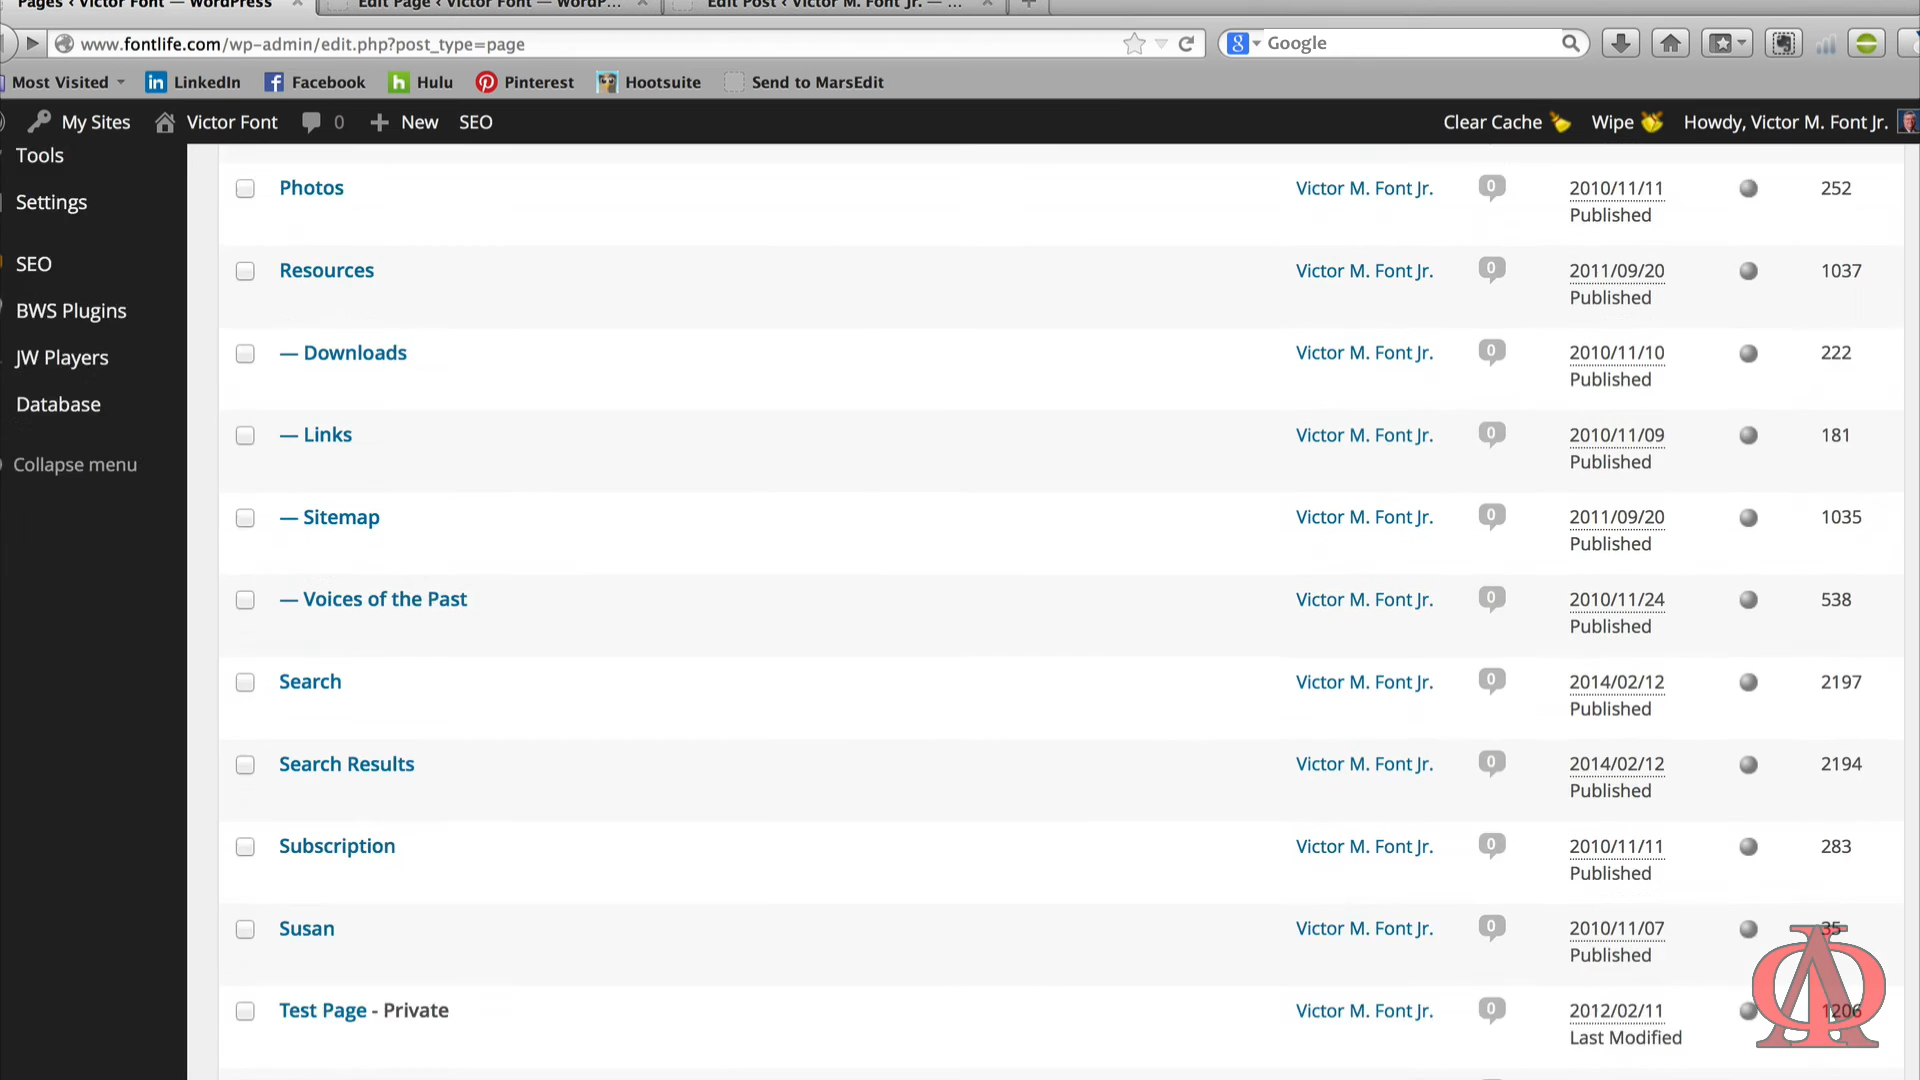 Pages ‹ Victor Font — WordPress
Edit Page ‹ Victor Font — WordP...
Edit Post ‹ Victor M. Font Jr. — ...
www.fontlife.com/wp-admin/edit.php?post_type=page
Google
Most Visited
LinkedIn
Facebook
Hulu
Pinterest
Hootsuite
Send to MarsEdit
My Sites
Victor Font
0
New
SEO
Clear Cache
Wipe
Howdy, Victor M. Font Jr.
Tools
Settings
SEO
BWS Plugins
JW Players
Database
Collapse menu
Photos Victor M. Font Jr. 0 2010/11/11 252
Published
Resources Victor M. Font Jr. 0 2011/09/20 1037
Published
— Downloads Victor M. Font Jr. 0 2010/11/10 222
Published
— Links Victor M. Font Jr. 0 2010/11/09 181
Published
— Sitemap Victor M. Font Jr. 0 2011/09/20 1035
Published
— Voices of the Past Victor M. Font Jr. 0 2010/11/24 538
Published
Search Victor M. Font Jr. 0 2014/02/12 2197
Published
Search Results Victor M. Font Jr. 0 2014/02/12 2194
Published
Subscription Victor M. Font Jr. 0 2010/11/11 283
Published
Susan Victor M. Font Jr. 0 2010/11/07 35
Published
Test Page - Private Victor M. Font Jr. 0 2012/02/11 1206
Last Modified